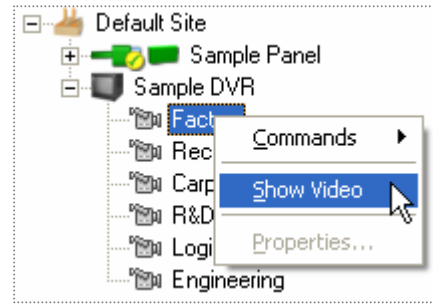 Default Site
Sample Panel
Sample DVR
Fact
Rec
Carp
R&D
Logi
Engineering
Commands
Show Video
Properties...